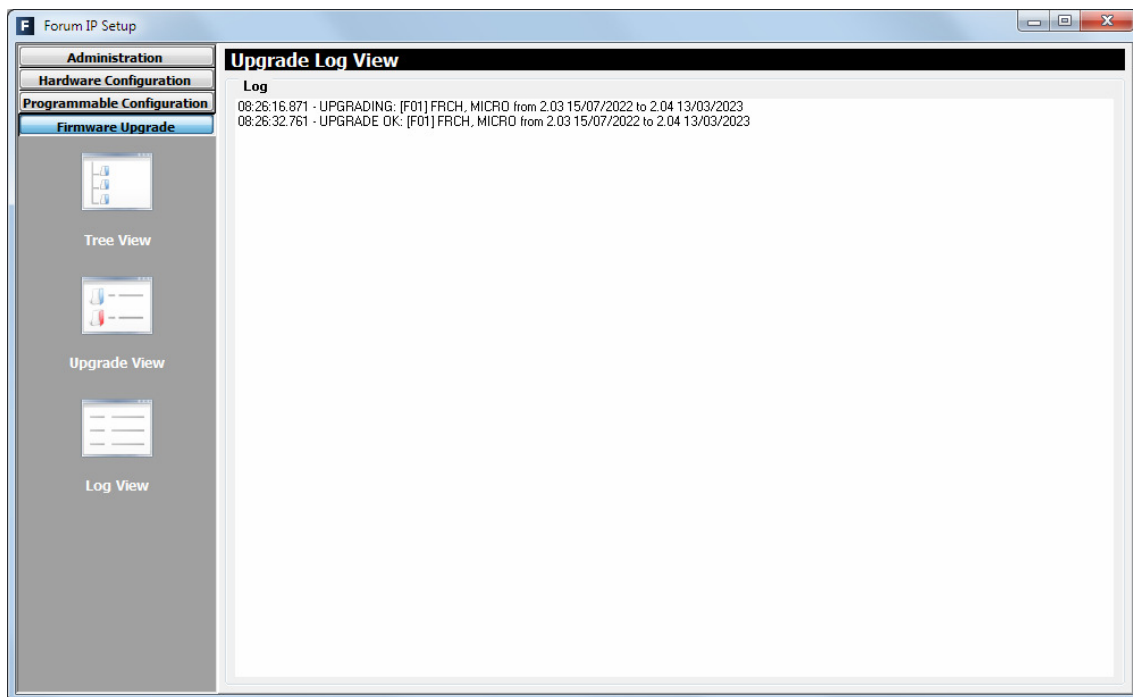 F Forum IP Setup
Administration
Hardware Configuration
Programmable Configuration
Firmware Upgrade
Tree View
Upgrade View
Log View
Upgrade Log View
Log
08:26:16.871 - UPGRADING: [F01] FRCH, MICRO from 2.03 15/07/2022 to 2.04 13/03/2023
08:26:32.761 - UPGRADE OK: [F01] FRCH, MICRO from 2.03 15/07/2022 to 2.04 13/03/2023